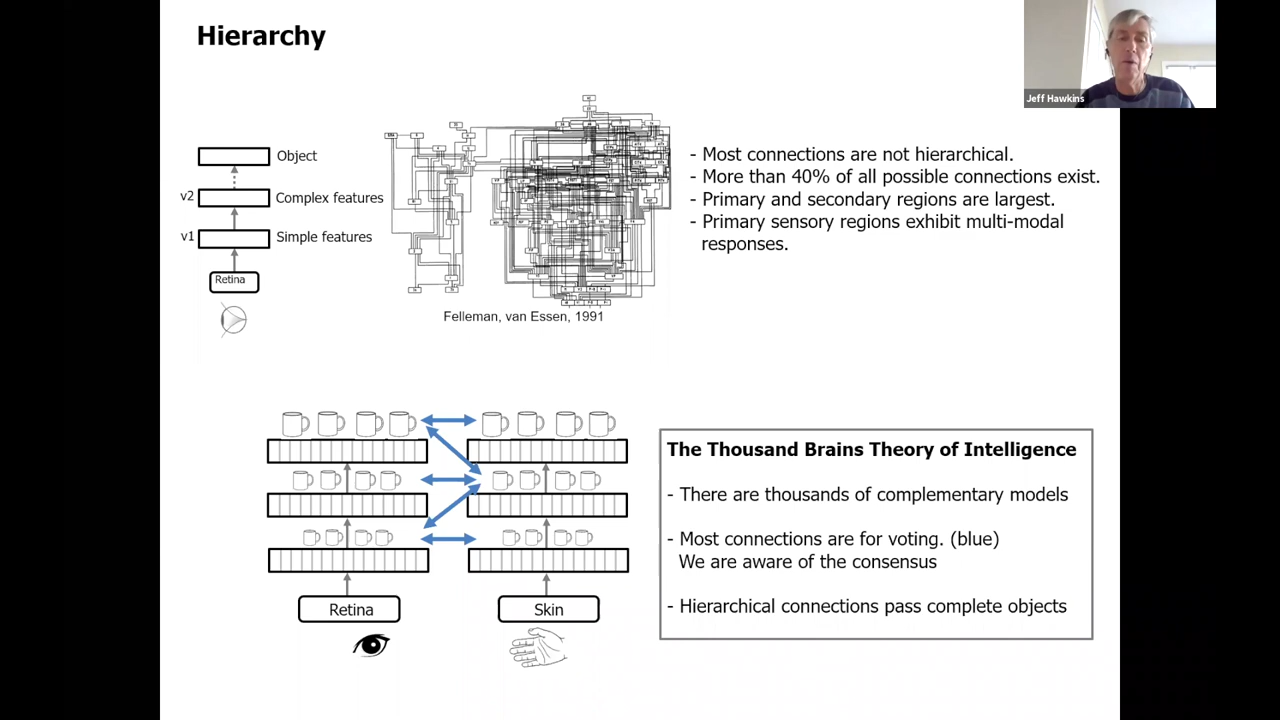 Hierarchy
Jeff Hawkins
Object
v2
Complex features
v1
Simple features
Retina
Felleman, van Essen, 1991
- Most connections are not hierarchical.
- More than 40% of all possible connections exist.
- Primary and secondary regions are largest.
- Primary sensory regions exhibit multi-modal
responses.
Retina
Skin
The Thousand Brains Theory of Intelligence
- There are thousands of complementary models
- Most connections are for voting. (blue)
We are aware of the consensus
- Hierarchical connections pass complete objects